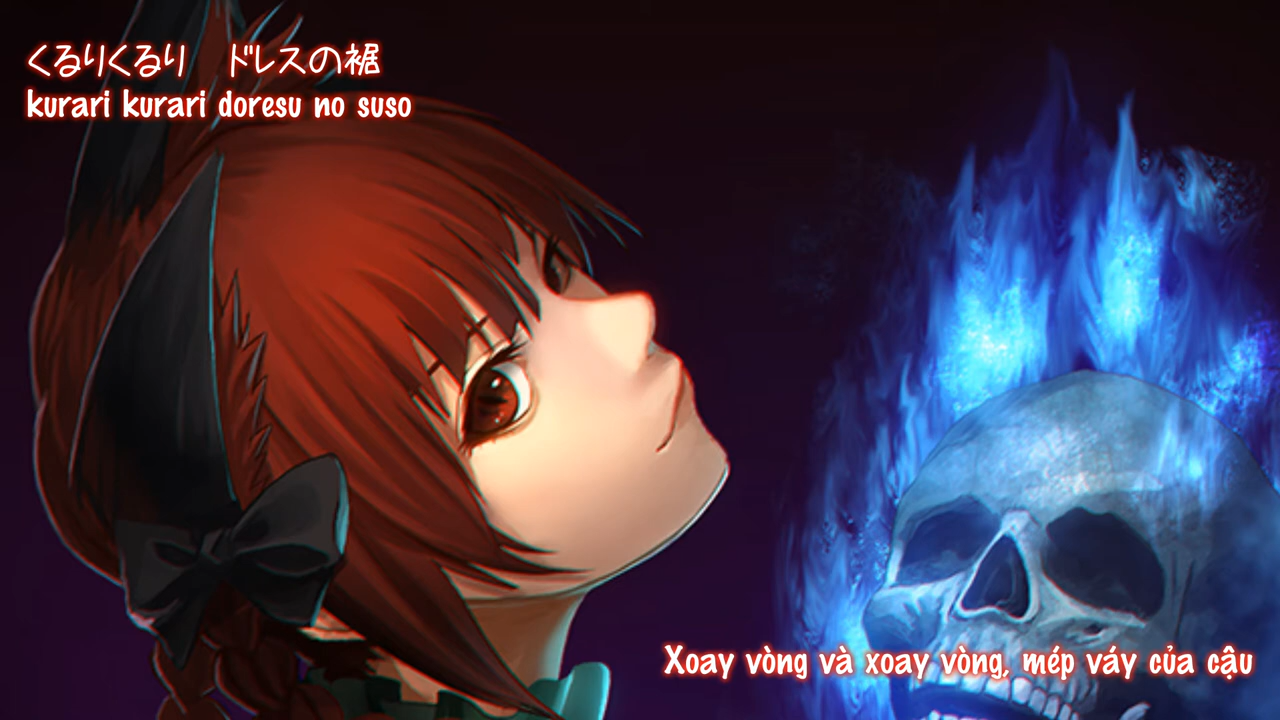 くるりくるり　ドレスの裾
kurari kurari doresu no suso
Xoay vòng và xoay vòng, mép váy của cậu